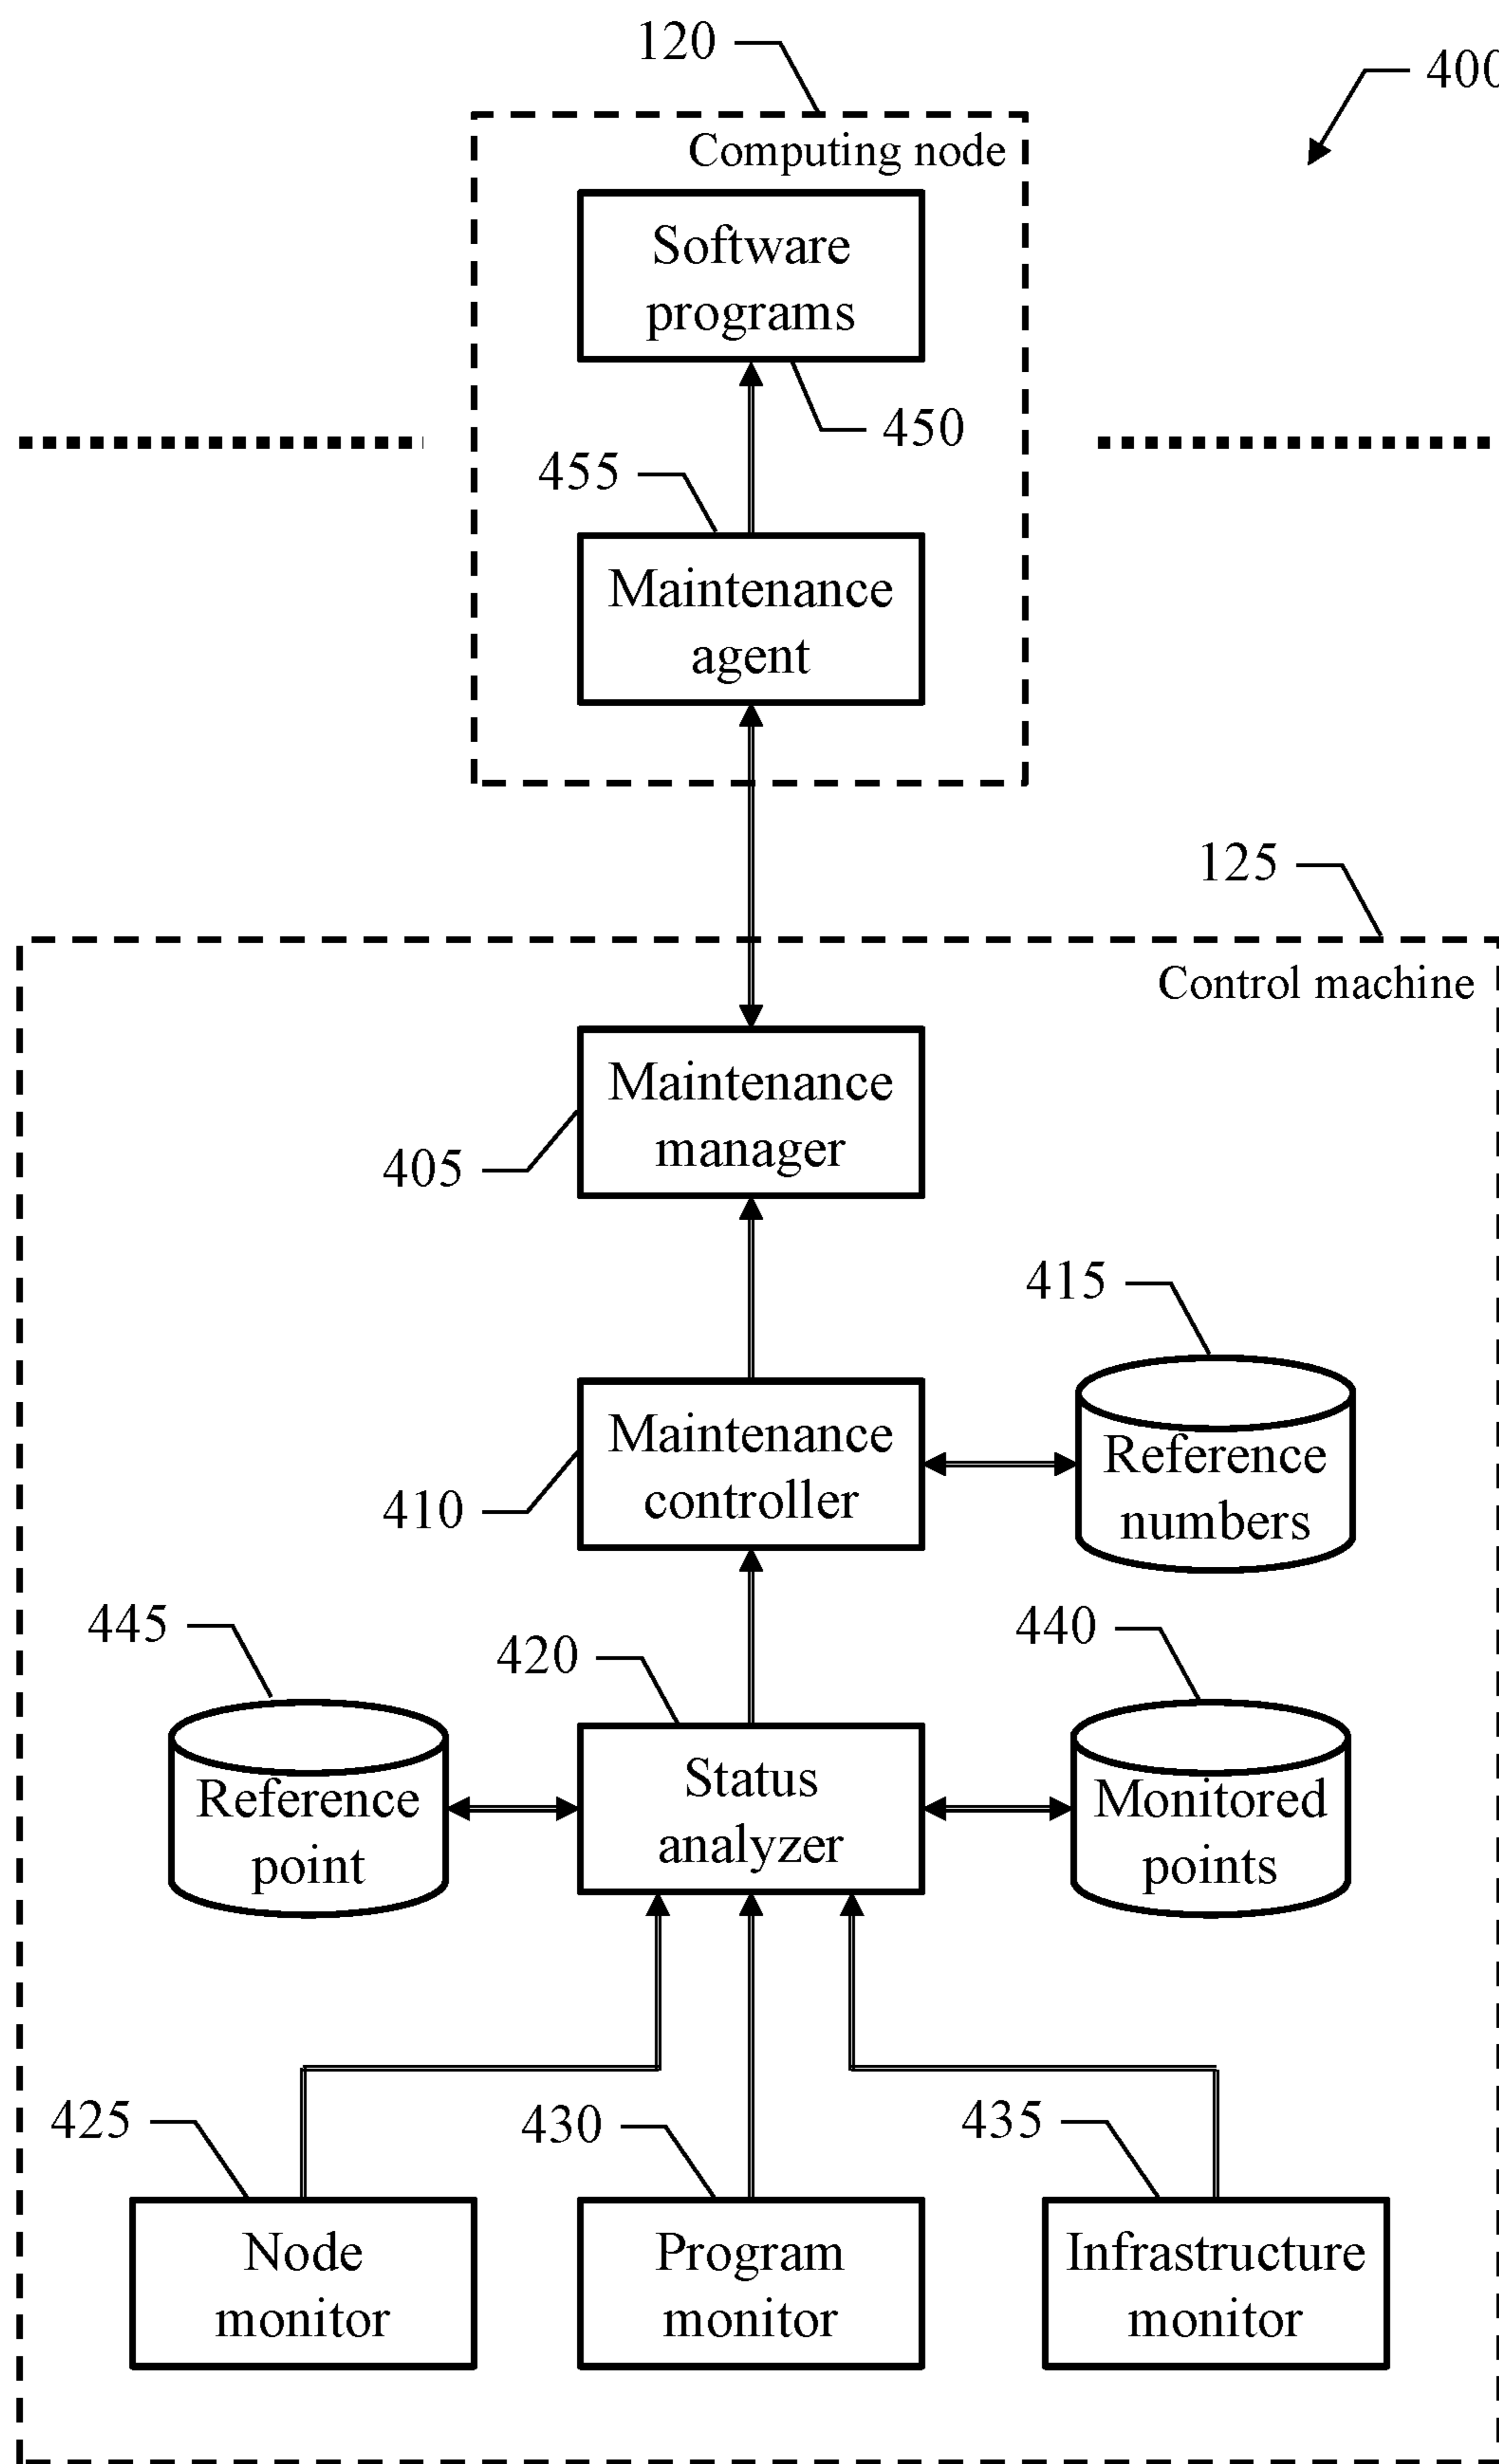 120
400
Computing node
Software
programs
450
455
Maintenance
agent
125
Control machine
Maintenance
manager
405
415
Maintenance
controller
Reference
numbers
410
445
420
440
Reference
point
Status
analyzer
Monitored
points
425
430
435
Node
monitor
Program
monitor
Infrastructure
monitor